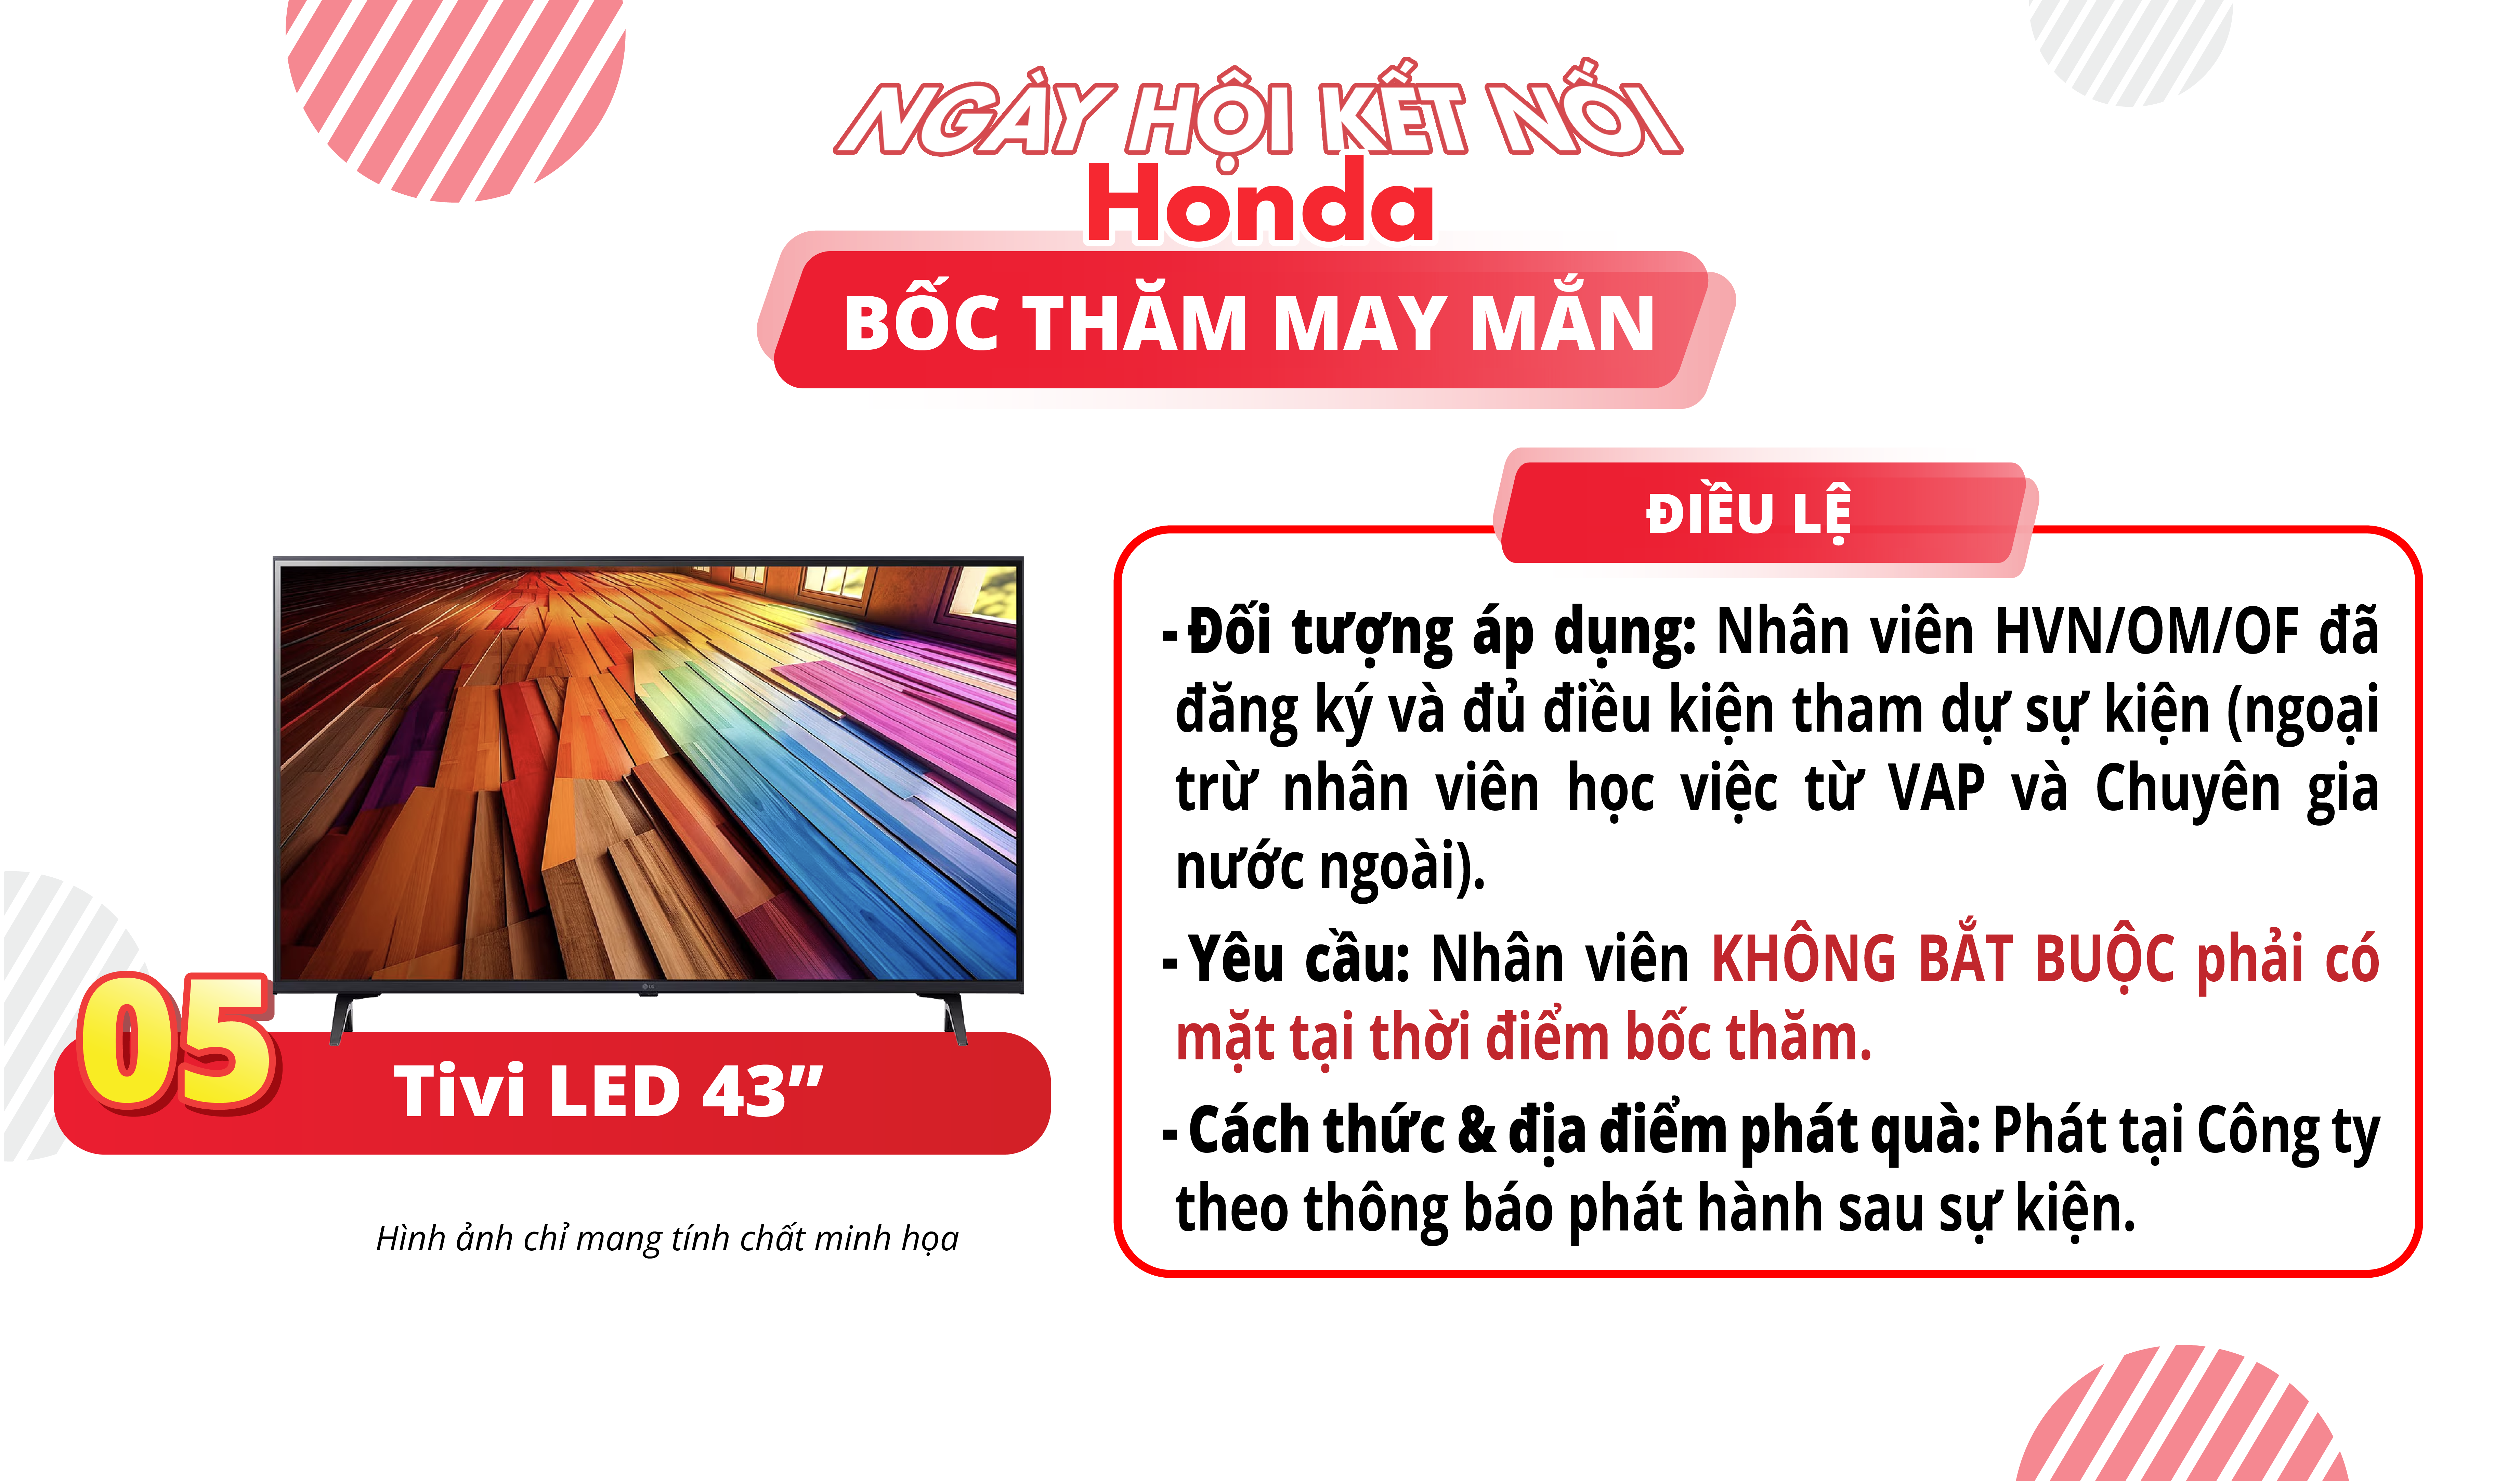 NGÀY HỘI KẾT NỐI
Honda
BỐC THĂM MAY MẮN
05
Tivi LED 43”
Hình ảnh chỉ mang tính chất minh họa
ĐIỀU LỆ
- Đối tượng áp dụng: Nhân viên HVN/OM/OF đã
đăng ký và đủ điều kiện tham dự sự kiện (ngoại
trừ nhân viên học việc từ VAP và Chuyên gia
nước ngoài).
- Yêu cầu: Nhân viên KHÔNG BẮT BUỘC phải có
mặt tại thời điểm bốc thăm.
- Cách thức & địa điểm phát quà: Phát tại Công ty
theo thông báo phát hành sau sự kiện.